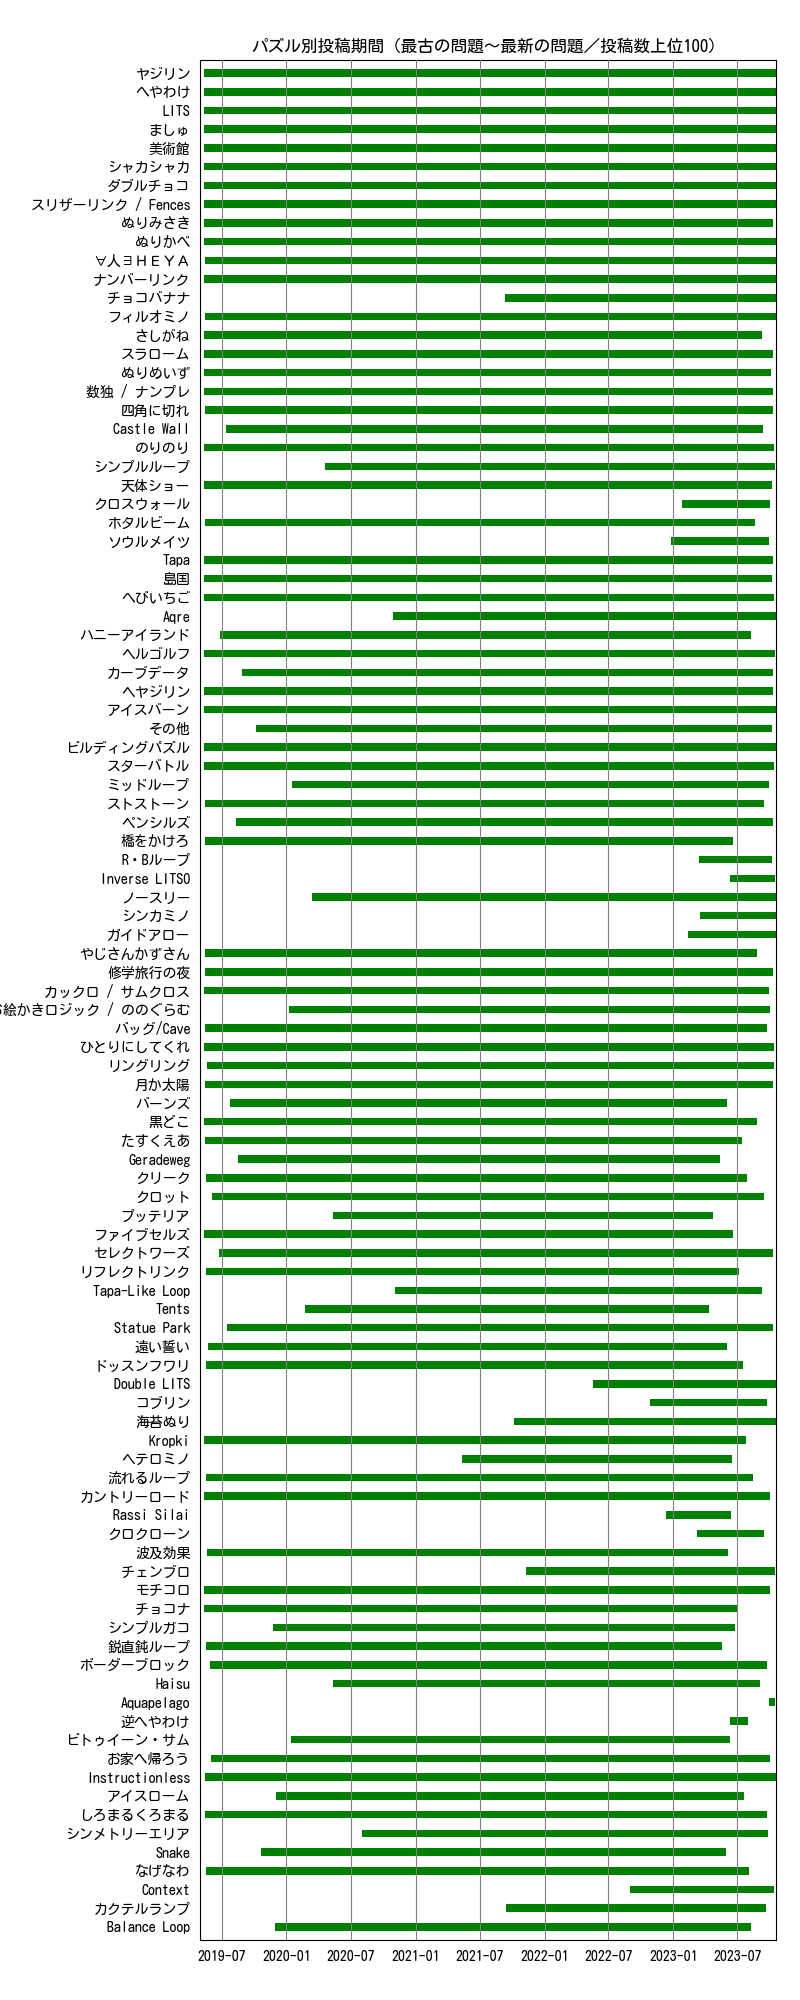 パズル別投稿期間（最古の問題～最新の問題／投稿数上位100）
ヤジリン
へやわけ
LITS
ましゅ
美術館
シャカシャカ
ダブルチョコ
スリザーリンク / Fences
ぬりみさき
ぬりかべ
∀人ヨＨＥＹＡ
ナンバーリンク
チョコバナナ
フィルオミノ
さしがね
スラローム
ぬりめいず
数独 / ナンプレ
四角に切れ
Castle Wall
のりのり
シンプルループ
天体ショー
クロスウォール
ホタルビーム
ソウルメイツ
Tapa
島国
へびいちご
Aqre
ハニーアイランド
ヘルゴルフ
カーブデータ
ヘヤジリン
アイスバーン
その他
ビルディングパズル
スターバトル
ミッドループ
ストストーン
ペンシルズ
橋をかけろ
R・Bループ
Inverse LITSO
ノースリー
シンカミノ
ガイドアロー
やじさんかずさん
修学旅行の夜
カックロ / サムクロス
お絵かきロジック / ののぐらむ
バッグ/Cave
ひとりにしてくれ
リングリング
月か太陽
バーンズ
黒どこ
たすくえあ
Geradeweg
クリーク
クロット
プッテリア
ファイブセルズ
セレクトワーズ
リフレクトリンク
Tapa-Like Loop
Tents
Statue Park
遠い誓い
ドッスンフワリ
Double LITS
コブリン
海苔ぬり
Kropki
ヘテロミノ
流れるループ
カントリーロード
Rassi Silai
クロクローン
波及効果
チェンブロ
モチコロ
チョコナ
シンプルガコ
鋭直鈍ループ
ボーダーブロック
Haisu
Aquapelago
逆へやわけ
ビトゥイーン・サム
お家へ帰ろう
Instructionless
アイスローム
しろまるくろまる
シンメトリーエリア
Snake
なげなわ
Context
カクテルランプ
Balance Loop
2019-07 2020-01 2020-07 2021-01 2021-07 2022-01 2022-07 2023-01 2023-07